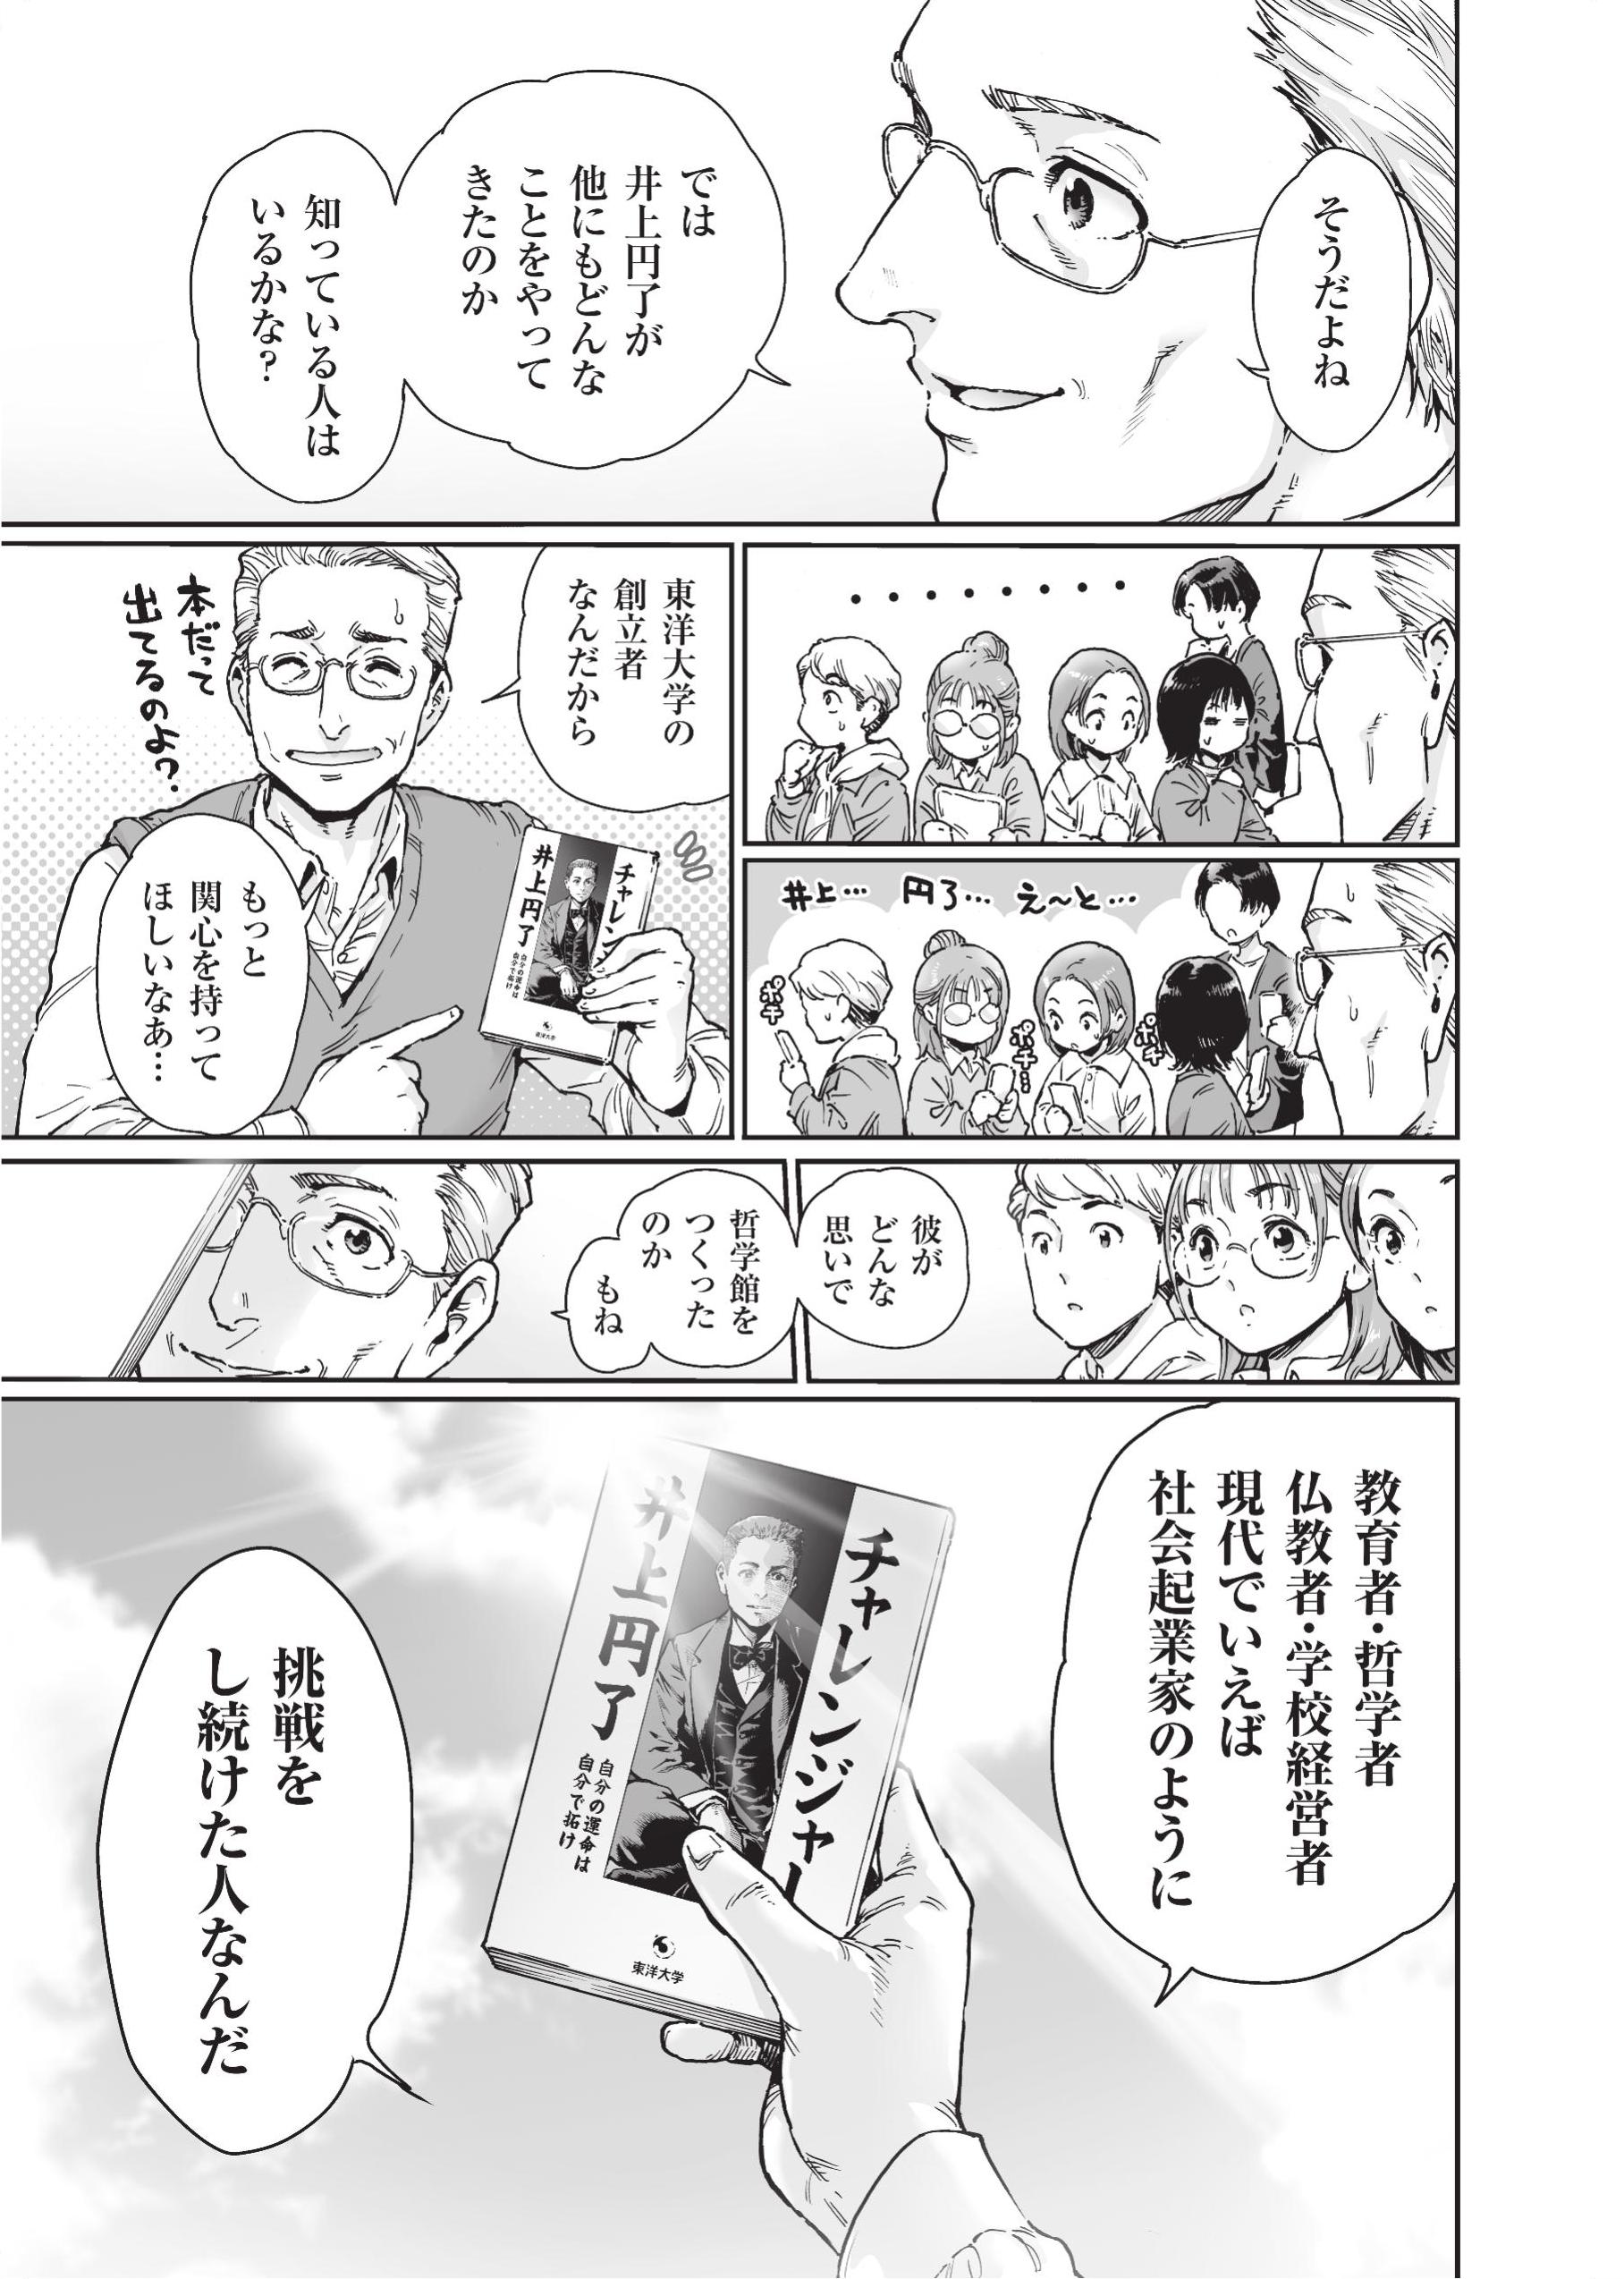 そうだよね
では
井上円了が
他にもどんな
ことをやって
きたのか
知っている人は
いるかな？
・・・・・・・・
井上… 円了… え〜と…
ポチ
ポチ…
ポチ
東洋大学の
創立者
なんだから
本だって
出てるのよ？
チャレンジ
井上円了
自分の運命は
自分で拓け
東洋大学
もっと
関心を持って
ほしいなあ…
彼が
どんな
思いで
哲学館を
つくった
のか
もね
教育者・哲学者
仏教者・学校経営者
現代でいえば
社会起業家のように
チャレンジャー
井上円了
自分の運命は
自分で拓け
東洋大学
挑戦を
し続けた人なんだ